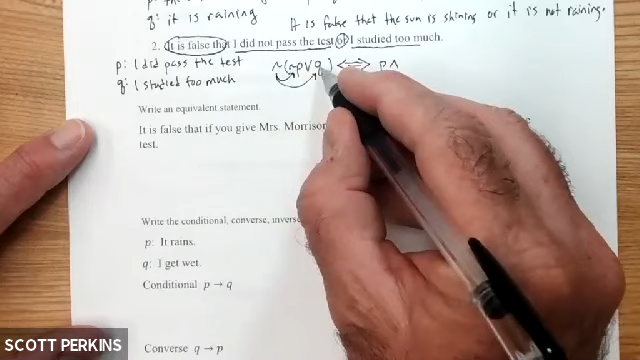 q: it is raining
It is false that the sun is shining or it is not raining.
2. It is false that I did not pass the test or I studied too much.
p: I did pass the test
~(~p∨q) ⟺ p∧
q: I studied too much
Write an equivalent statement.
It is false that if you give Mrs. Morrison
test.
Write the conditional, converse, inverse
p: It rains.
q: I get wet.
Conditional p → q
Converse q → p
SCOTT PERKINS